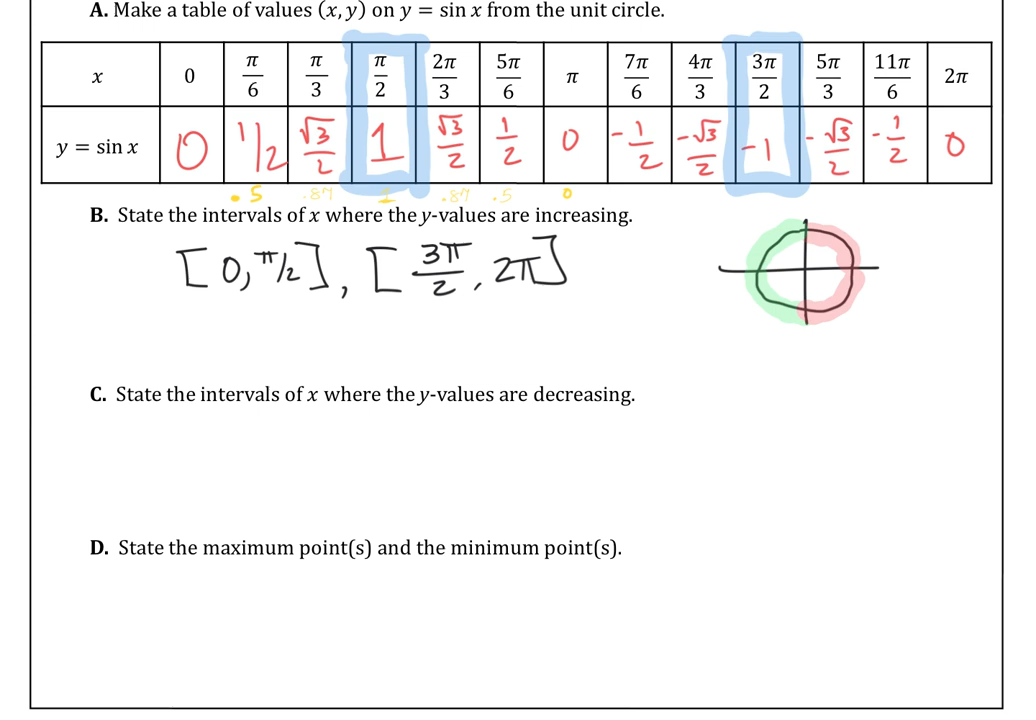 A. Make a table of values (x, y) on y = sin x from the unit circle.
x 0 π/6 π/3 π/2 2π/3 5π/6 π 7π/6 4π/3 3π/2 5π/3 11π/6 2π
y = sin x 0 1/2 √3/2 1 √3/2 1/2 0 -1/2 -√3/2 -1 -√3/2 -1/2 0
.5 .87 1 .87 .5 0
B. State the intervals of x where the y-values are increasing.
[0, π/2], [3π/2, 2π]
C. State the intervals of x where the y-values are decreasing.
D. State the maximum point(s) and the minimum point(s).